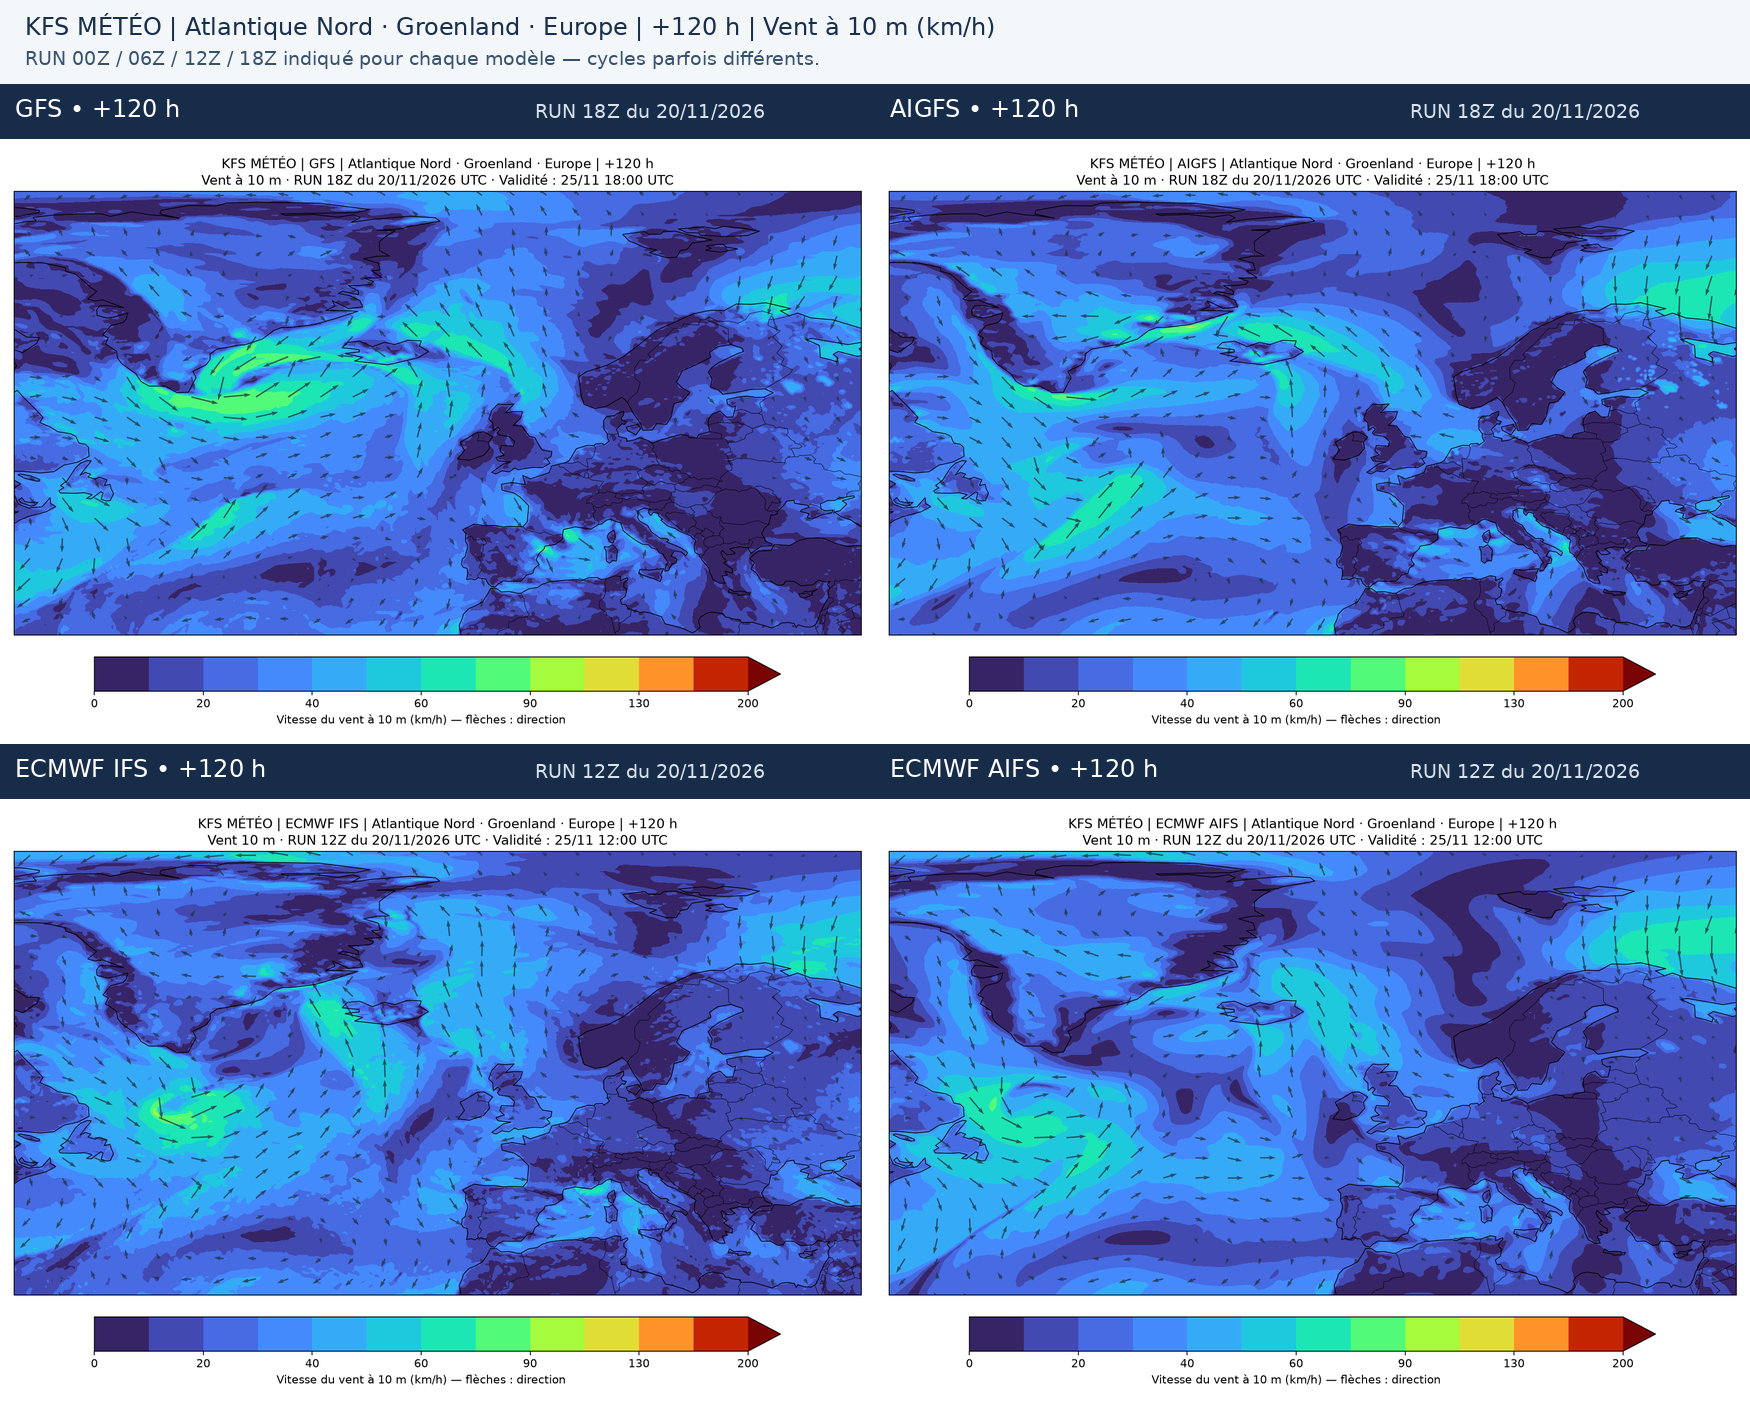 KFS MÉTÉO | Atlantique Nord · Groenland · Europe | +120 h | Vent à 10 m (km/h)
RUN 00Z / 06Z / 12Z / 18Z indiqué pour chaque modèle — cycles parfois différents.
GFS • +120 h
RUN 18Z du 20/11/2026
KFS MÉTÉO | GFS | Atlantique Nord · Groenland · Europe | +120 h
Vent à 10 m · RUN 18Z du 20/11/2026 UTC · Validité : 25/11 18:00 UTC
0 20 40 60 90 130 200
Vitesse du vent à 10 m (km/h) — flèches : direction
AIGFS • +120 h
RUN 18Z du 20/11/2026
KFS MÉTÉO | AIGFS | Atlantique Nord · Groenland · Europe | +120 h
Vent à 10 m · RUN 18Z du 20/11/2026 UTC · Validité : 25/11 18:00 UTC
0 20 40 60 90 130 200
Vitesse du vent à 10 m (km/h) — flèches : direction
ECMWF IFS • +120 h
RUN 12Z du 20/11/2026
KFS MÉTÉO | ECMWF IFS | Atlantique Nord · Groenland · Europe | +120 h
Vent 10 m · RUN 12Z du 20/11/2026 UTC · Validité : 25/11 12:00 UTC
0 20 40 60 90 130 200
Vitesse du vent à 10 m (km/h) — flèches : direction
ECMWF AIFS • +120 h
RUN 12Z du 20/11/2026
KFS MÉTÉO | ECMWF AIFS | Atlantique Nord · Groenland · Europe | +120 h
Vent 10 m · RUN 12Z du 20/11/2026 UTC · Validité : 25/11 12:00 UTC
0 20 40 60 90 130 200
Vitesse du vent à 10 m (km/h) — flèches : direction